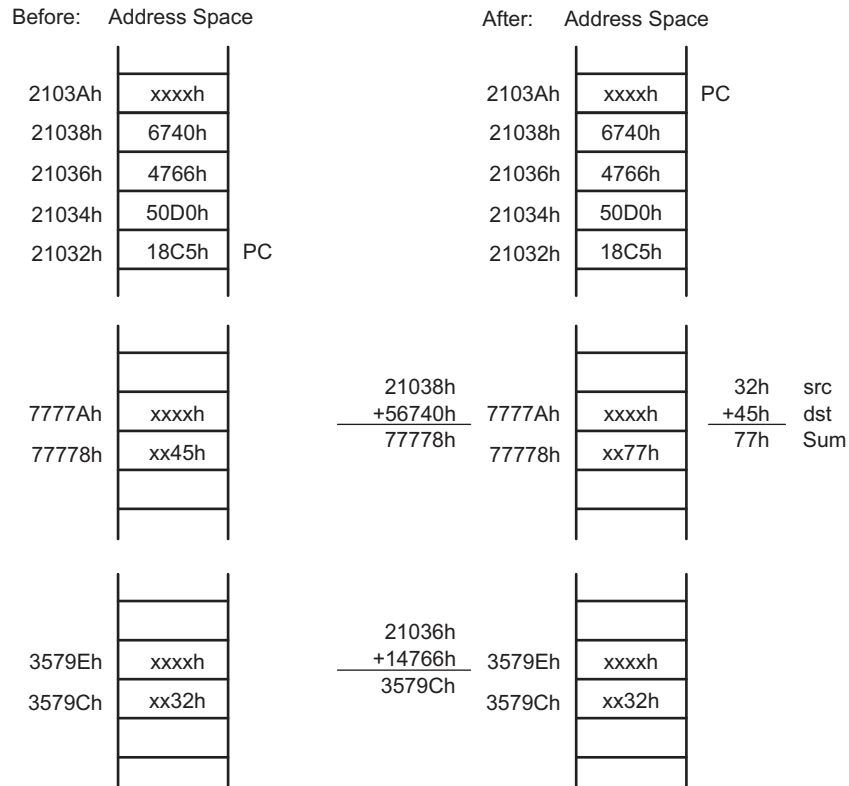 Before: Address Space After: Address Space
2103Ah xxxxh 2103Ah xxxxh PC
21038h 6740h 21038h 6740h
21036h 4766h 21036h 4766h
21034h 50D0h 21034h 50D0h
21032h 18C5h PC 21032h 18C5h
21038h 32h src
7777Ah xxxxh +56740h 7777Ah xxxxh +45h dst
77778h xx45h 77778h 77778h xx77h 77h Sum
21036h
3579Eh xxxxh +14766h 3579Eh xxxxh
3579Ch xx32h 3579Ch 3579Ch xx32h